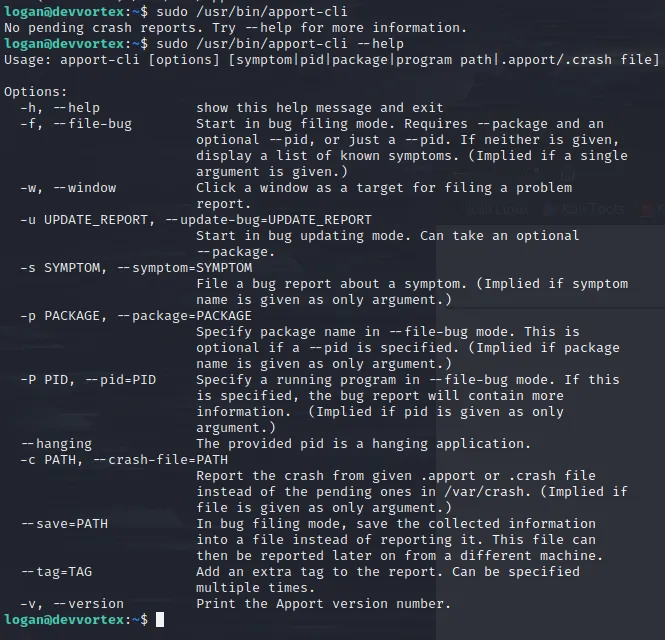 logan@devvortex:~$ sudo /usr/bin/apport-cli
No pending crash reports. Try --help for more information.
logan@devvortex:~$ sudo /usr/bin/apport-cli --help
Usage: apport-cli [options] [symptom|pid|package|program path|.apport/.crash file]

Options:
  -h, --help            show this help message and exit
  -f, --file-bug        Start in bug filing mode. Requires --package and an
                        optional --pid, or just a --pid. If neither is given,
                        display a list of known symptoms. (Implied if a single
                        argument is given.)
  -w, --window          Click a window as a target for filing a problem
                        report.
  -u UPDATE_REPORT, --update-bug=UPDATE_REPORT
                        Start in bug updating mode. Can take an optional
                        --package.
  -s SYMPTOM, --symptom=SYMPTOM
                        File a bug report about a symptom. (Implied if symptom
                        name is given as only argument.)
  -p PACKAGE, --package=PACKAGE
                        Specify package name in --file-bug mode. This is
                        optional if a --pid is specified. (Implied if package
                        name is given as only argument.)
  -P PID, --pid=PID     Specify a running program in --file-bug mode. If this
                        is specified, the bug report will contain more
                        information.  (Implied if pid is given as only
                        argument.)
  --hanging             The provided pid is a hanging application.
  -c PATH, --crash-file=PATH
                        Report the crash from given .apport or .crash file
                        instead of the pending ones in /var/crash. (Implied if
                        file is given as only argument.)
  --save=PATH           In bug filing mode, save the collected information
                        into a file instead of reporting it. This file can
                        then be reported later on from a different machine.
  --tag=TAG             Add an extra tag to the report. Can be specified
                        multiple times.
  -v, --version         Print the Apport version number.
logan@devvortex:~$